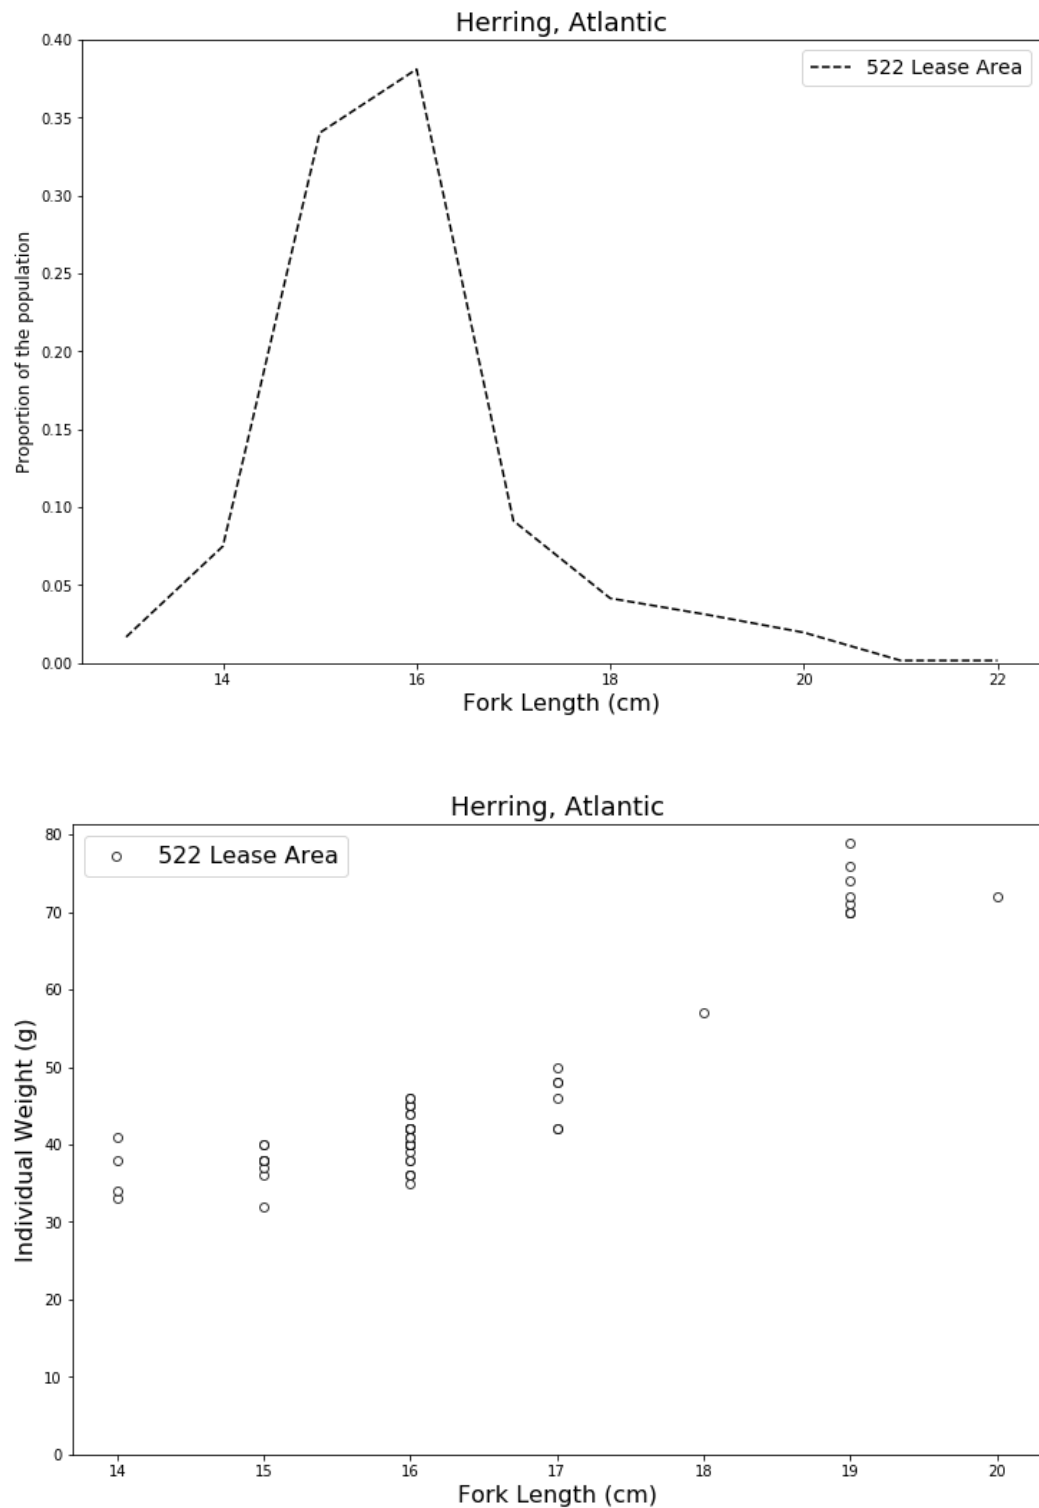 Herring, Atlantic
0.40
522 Lease Area
0.35
0.30
0.25
0.20
0.15
0.10
0.05
0.00
Proportion of the population
14 16 18 20 22
Fork Length (cm)
Herring, Atlantic
80
522 Lease Area
70
60
50
40
30
20
10
0
Individual Weight (g)
14 15 16 17 18 19 20
Fork Length (cm)